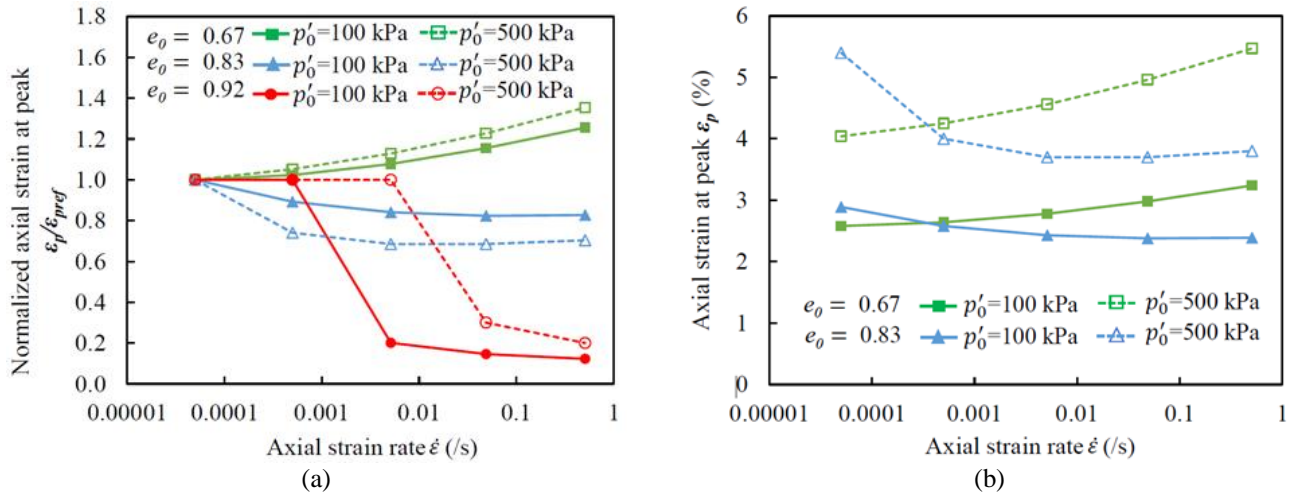 1.8
1.6
1.4
1.2
1.0
0.8
0.6
0.4
0.2
0.0
Normalized axial strain at peak
εp/εpref
e0 = 0.67 p′0=100 kPa p′0=500 kPa
e0 = 0.83 p′0=100 kPa p′0=500 kPa
e0 = 0.92 p′0=100 kPa p′0=500 kPa
0.00001 0.0001 0.001 0.01 0.1 1
Axial strain rate ε̇ (/s)
(a)
6
5
4
3
2
1
0
Axial strain at peak εp (%)
e0 = 0.67 p′0=100 kPa p′0=500 kPa
e0 = 0.83 p′0=100 kPa p′0=500 kPa
0.00001 0.0001 0.001 0.01 0.1 1
Axial strain rate ε̇ (/s)
(b)